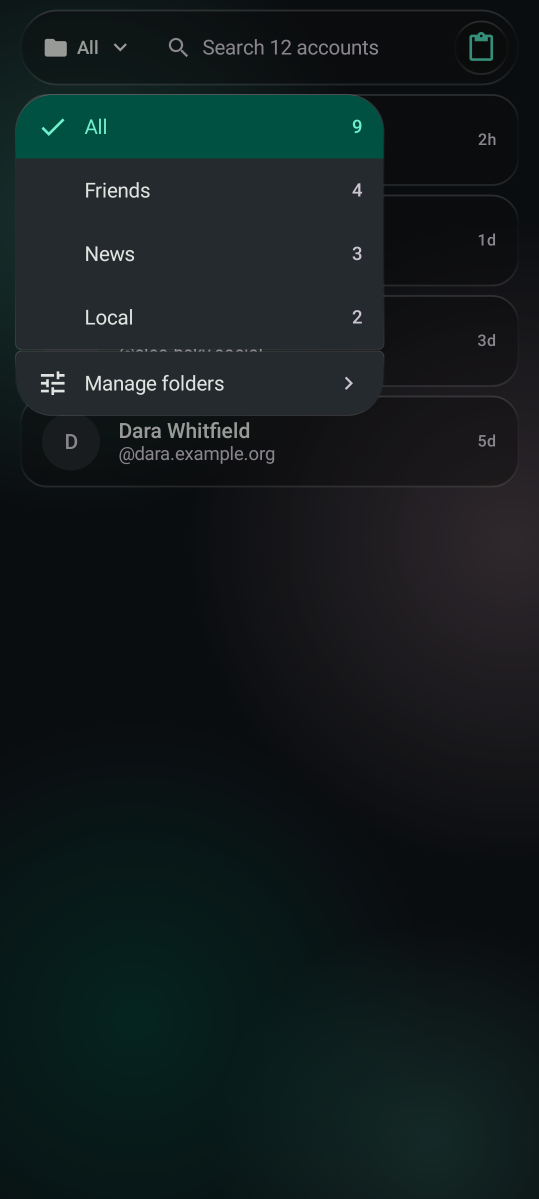 All
Search 12 accounts
All 9
2h
Friends 4
News 3
1d
Local 2
3d
Manage folders
D
Dara Whitfield
@dara.example.org
5d